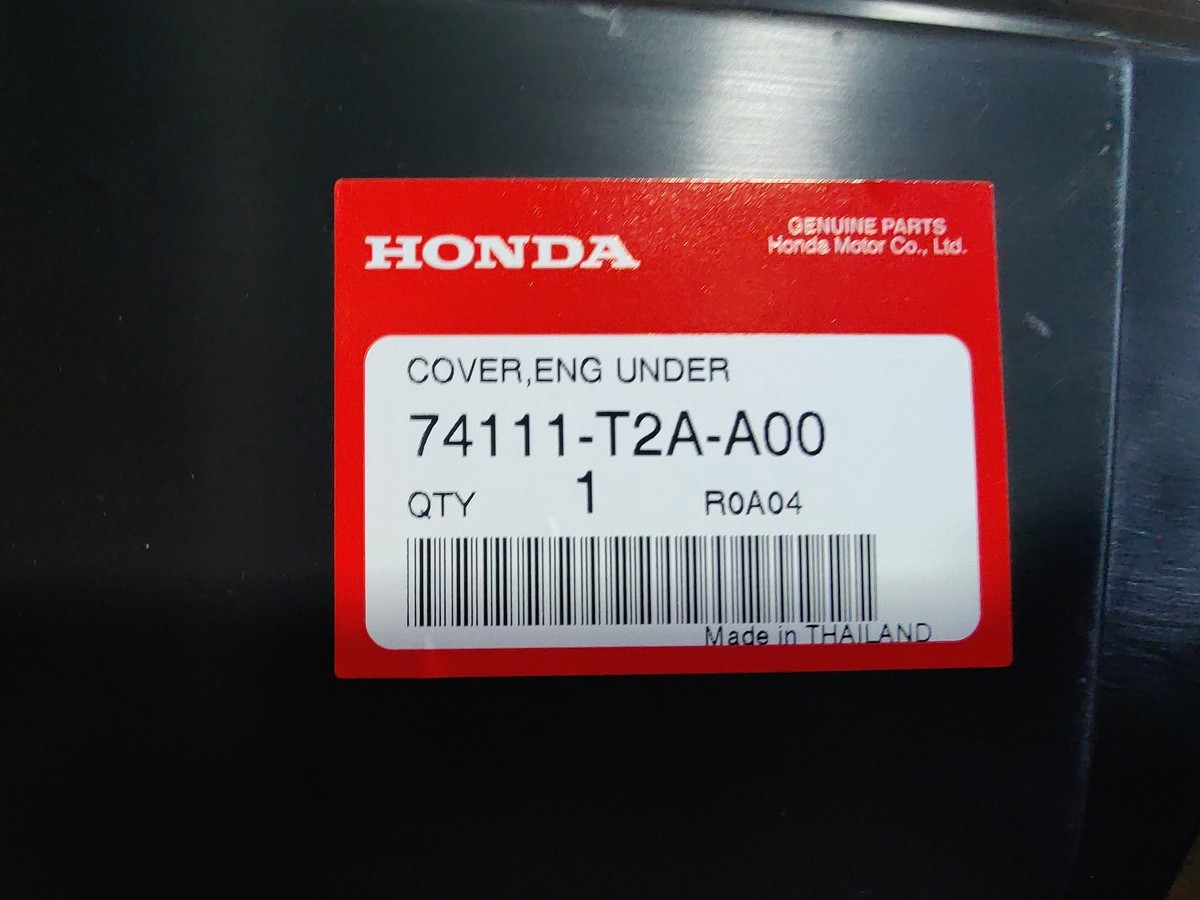 HONDA
GENUINE PARTS
Honda Motor Co., Ltd.
COVER,ENG UNDER
74111-T2A-A00
QTY 1 R0A04
Made in THAILAND